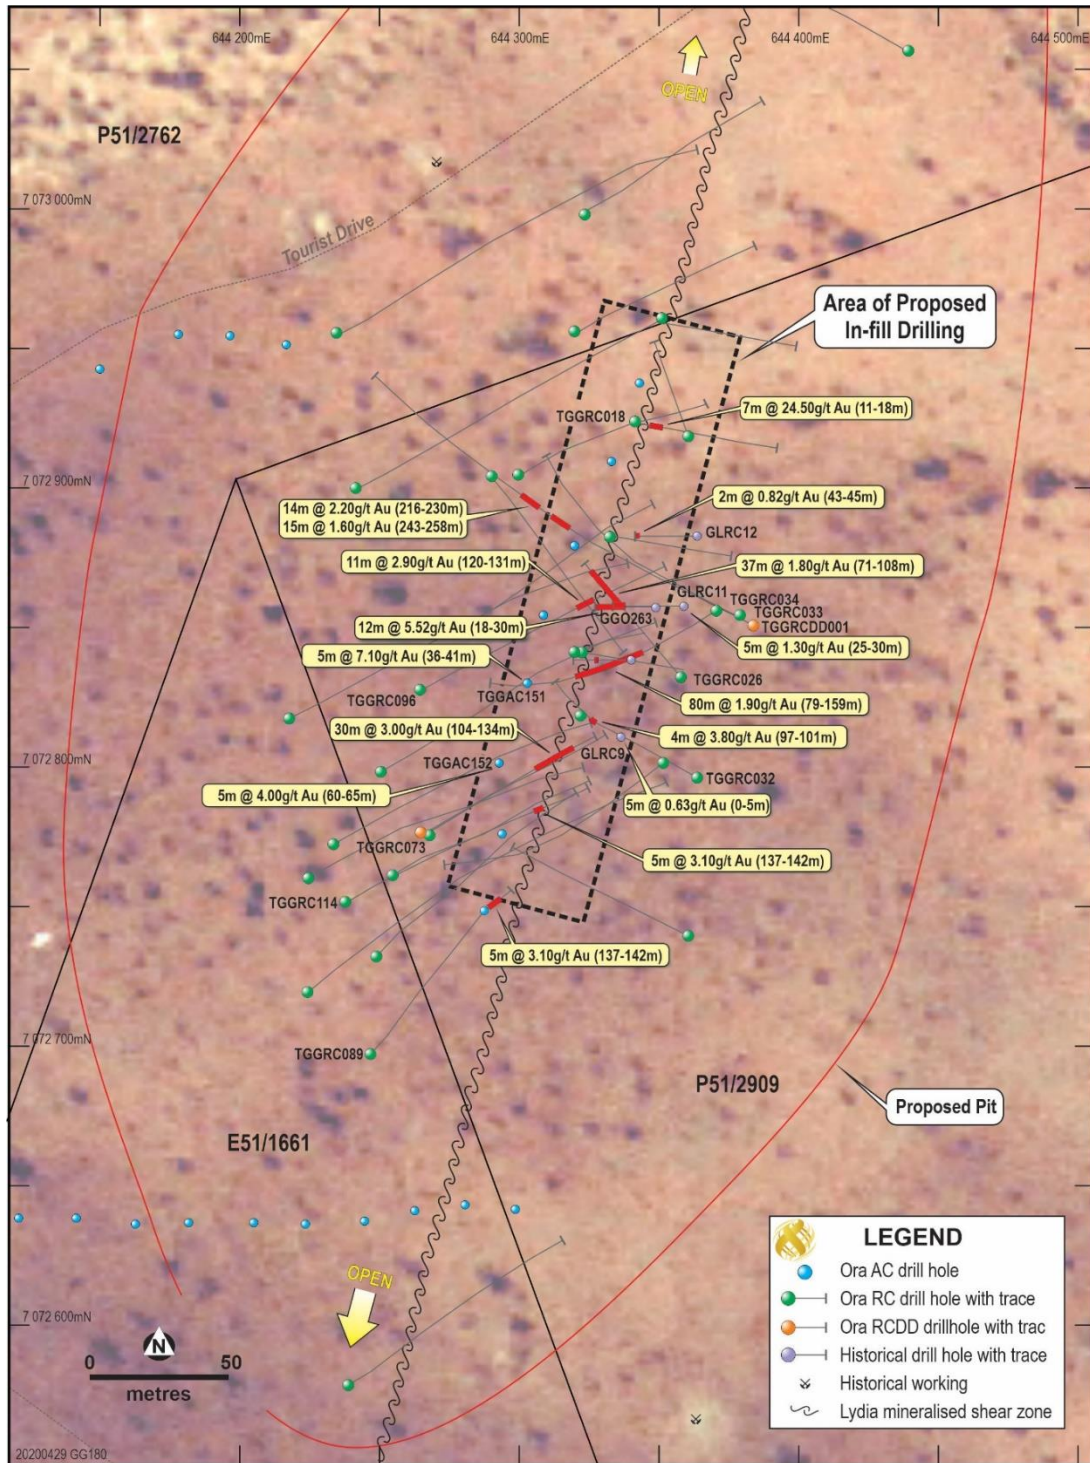 644 200mE
644 300mE
644 400mE
644 500mE
OPEN
P51/2762
7 073 000mN
Tourist Drive
Area of Proposed
In-fill Drilling
7m @ 24.50g/t Au (11-18m)
TGGRC018
7 072 900mN
14m @ 2.20g/t Au (216-230m)
15m @ 1.60g/t Au (243-258m)
2m @ 0.82g/t Au (43-45m)
GLRC12
11m @ 2.90g/t Au (120-131m)
37m @ 1.80g/t Au (71-108m)
GLRC11
TGGRC034
TGGRC033
GGO263
TGGRCDD001
12m @ 5.52g/t Au (18-30m)
5m @ 1.30g/t Au (25-30m)
5m @ 7.10g/t Au (36-41m)
TGGRC026
TGGRC096
TGGAC151
80m @ 1.90g/t Au (79-159m)
30m @ 3.00g/t Au (104-134m)
4m @ 3.80g/t Au (97-101m)
GLRC9
7 072 800mN
TGGAC152
TGGRC032
5m @ 4.00g/t Au (60-65m)
5m @ 0.63g/t Au (0-5m)
TGGRC073
5m @ 3.10g/t Au (137-142m)
TGGRC114
5m @ 3.10g/t Au (137-142m)
7 072 700mN
TGGRC089
P51/2909
Proposed Pit
E51/1661
OPEN
7 072 600mN
N
0 50
metres
LEGEND
Ora AC drill hole
Ora RC drill hole with trace
Ora RCDD drillhole with trac
Historical drill hole with trace
Historical working
Lydia mineralised shear zone
20200429 GG180